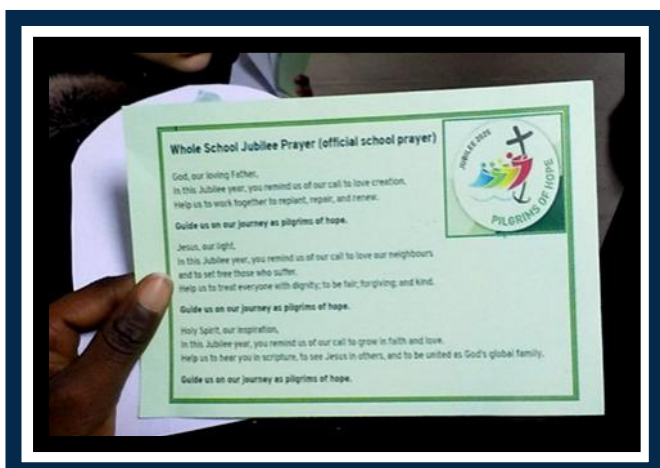 Whole School Jubilee Prayer (official school prayer)
God, our loving Father,
In this Jubilee year, you remind us of our call to love creation.
Help us to work together to replant, repair, and renew.
Guide us on our journey as pilgrims of hope.
Jesus, our light,
In this Jubilee year, you remind us of our call to love our neighbours
and to set free those who suffer.
Help us to treat everyone with dignity; to be fair, forgiving, and kind.
Guide us on our journey as pilgrims of hope.
Holy Spirit, our inspiration,
In this Jubilee year, you remind us of our call to grow in faith and love.
Help us to hear you in scripture, to see Jesus in others, and to be united as God's global family.
Guide us on our journey as pilgrims of hope.
JUBILEE 2025
PILGRIMS OF HOPE